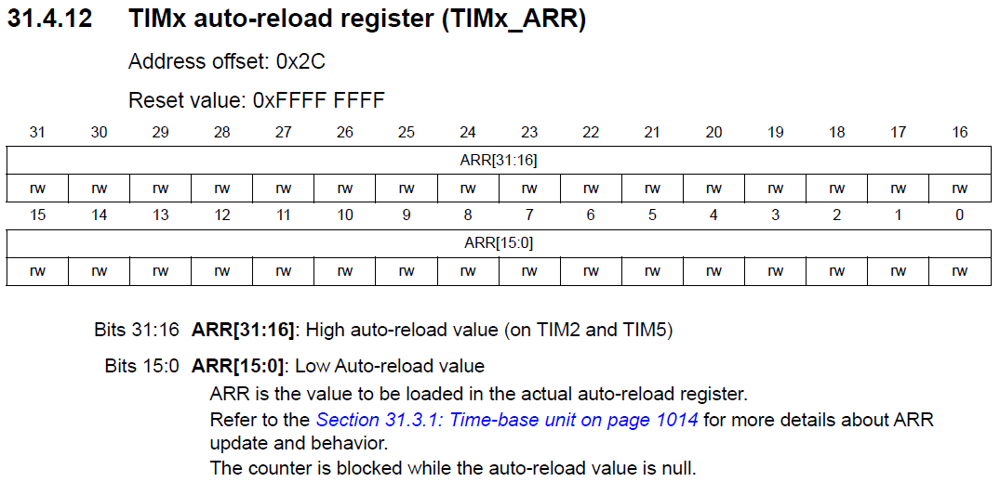 31.4.12 TIMx auto-reload register (TIMx_ARR)
Address offset: 0x2C
Reset value: 0xFFFF FFFF
31 30 29 28 27 26 25 24 23 22 21 20 19 18 17 16
ARR[31:16]
rw rw rw rw rw rw rw rw rw rw rw rw rw rw rw rw
15 14 13 12 11 10 9 8 7 6 5 4 3 2 1 0
ARR[15:0]
rw rw rw rw rw rw rw rw rw rw rw rw rw rw rw rw
Bits 31:16 ARR[31:16]: High auto-reload value (on TIM2 and TIM5)
Bits 15:0 ARR[15:0]: Low Auto-reload value
ARR is the value to be loaded in the actual auto-reload register.
Refer to the Section 31.3.1: Time-base unit on page 1014 for more details about ARR
update and behavior.
The counter is blocked while the auto-reload value is null.